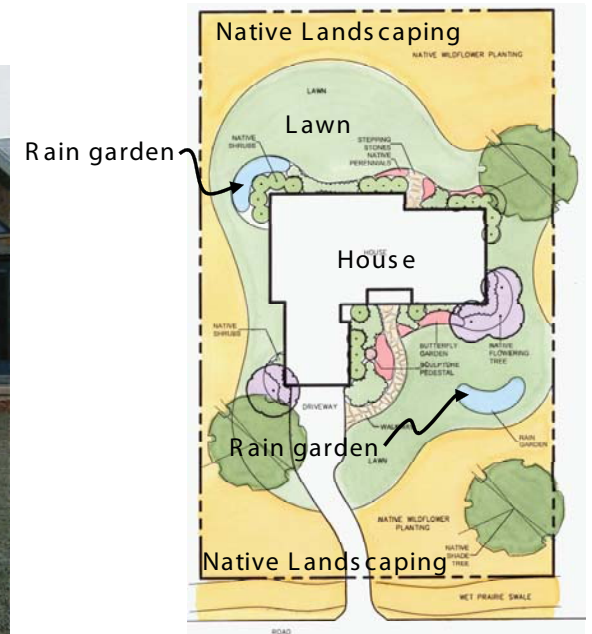 Native Landscaping
NATIVE WILDFLOWER PLANTING
LAWN
Lawn
Rain garden
NATIVE
SHRUBS
STEPPING
STONES
NATIVE
PERENNIALS
HOUSE
House
NATIVE
SHRUBS
BUTTERFLY
GARDEN
SCULPTURE
PEDESTAL
NATIVE
FLOWERING
TREE
DRIVEWAY
WALKWAY
Rain garden
RAIN
GARDEN
LAWN
NATIVE WILDFLOWER
PLANTING
Native Landscaping
NATIVE
SHADE
TREE
WET PRAIRIE SWALE
ROAD